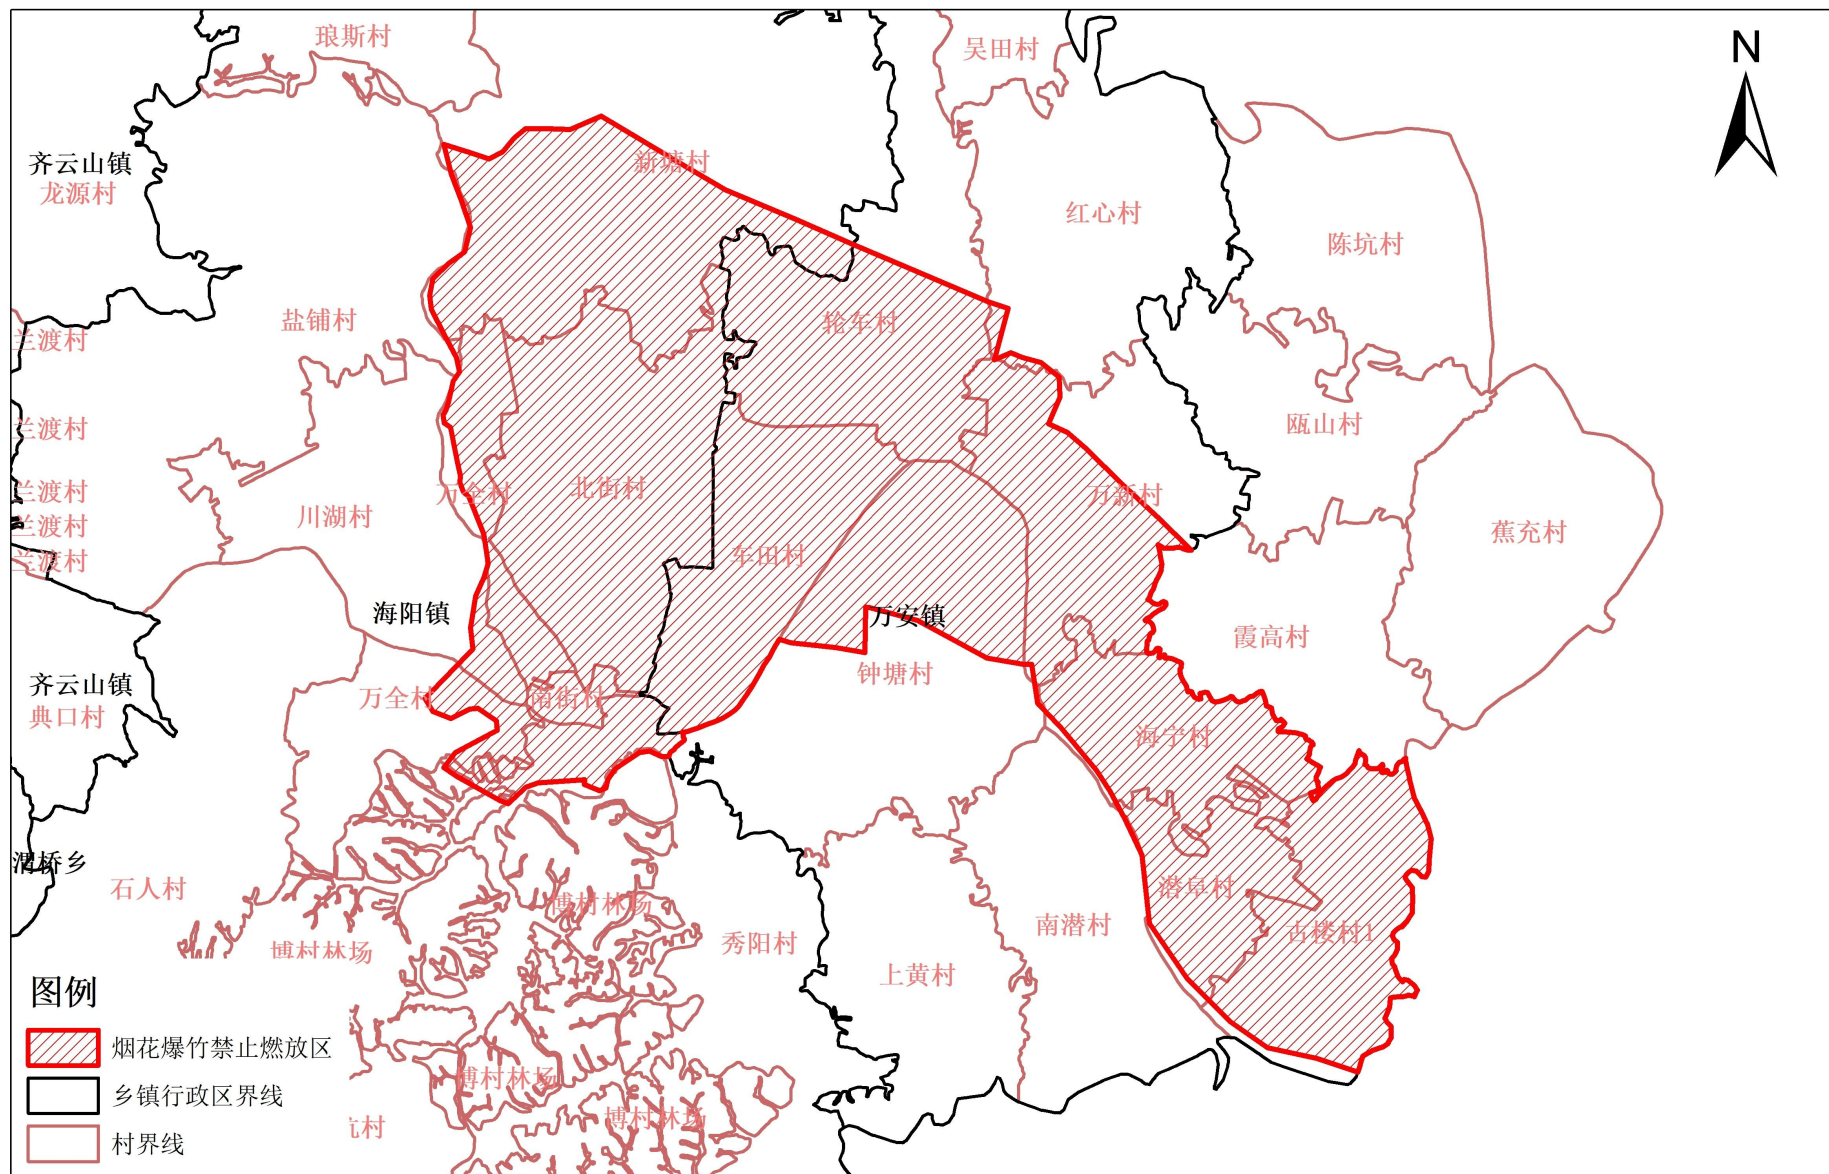 琅斯村
吴田村
N
齐云山镇
龙源村
新塘村
红心村
陈坑村
盐铺村
轮车村
兰渡村
兰渡村
瓯山村
兰渡村
万全村
北街村
万新村
川湖村
兰渡村
蕉充村
兰渡村
车田村
海阳镇
万安镇
霞高村
钟塘村
齐云山镇
典口村
万全村
南街村
海宁村
渭桥乡
石人村
潜阜村
博村林场
南潜村
古楼村1
博村林场
秀阳村
上黄村
图例
烟花爆竹禁止燃放区
博村林场
乡镇行政区界线
博村林场
村界线
坑村